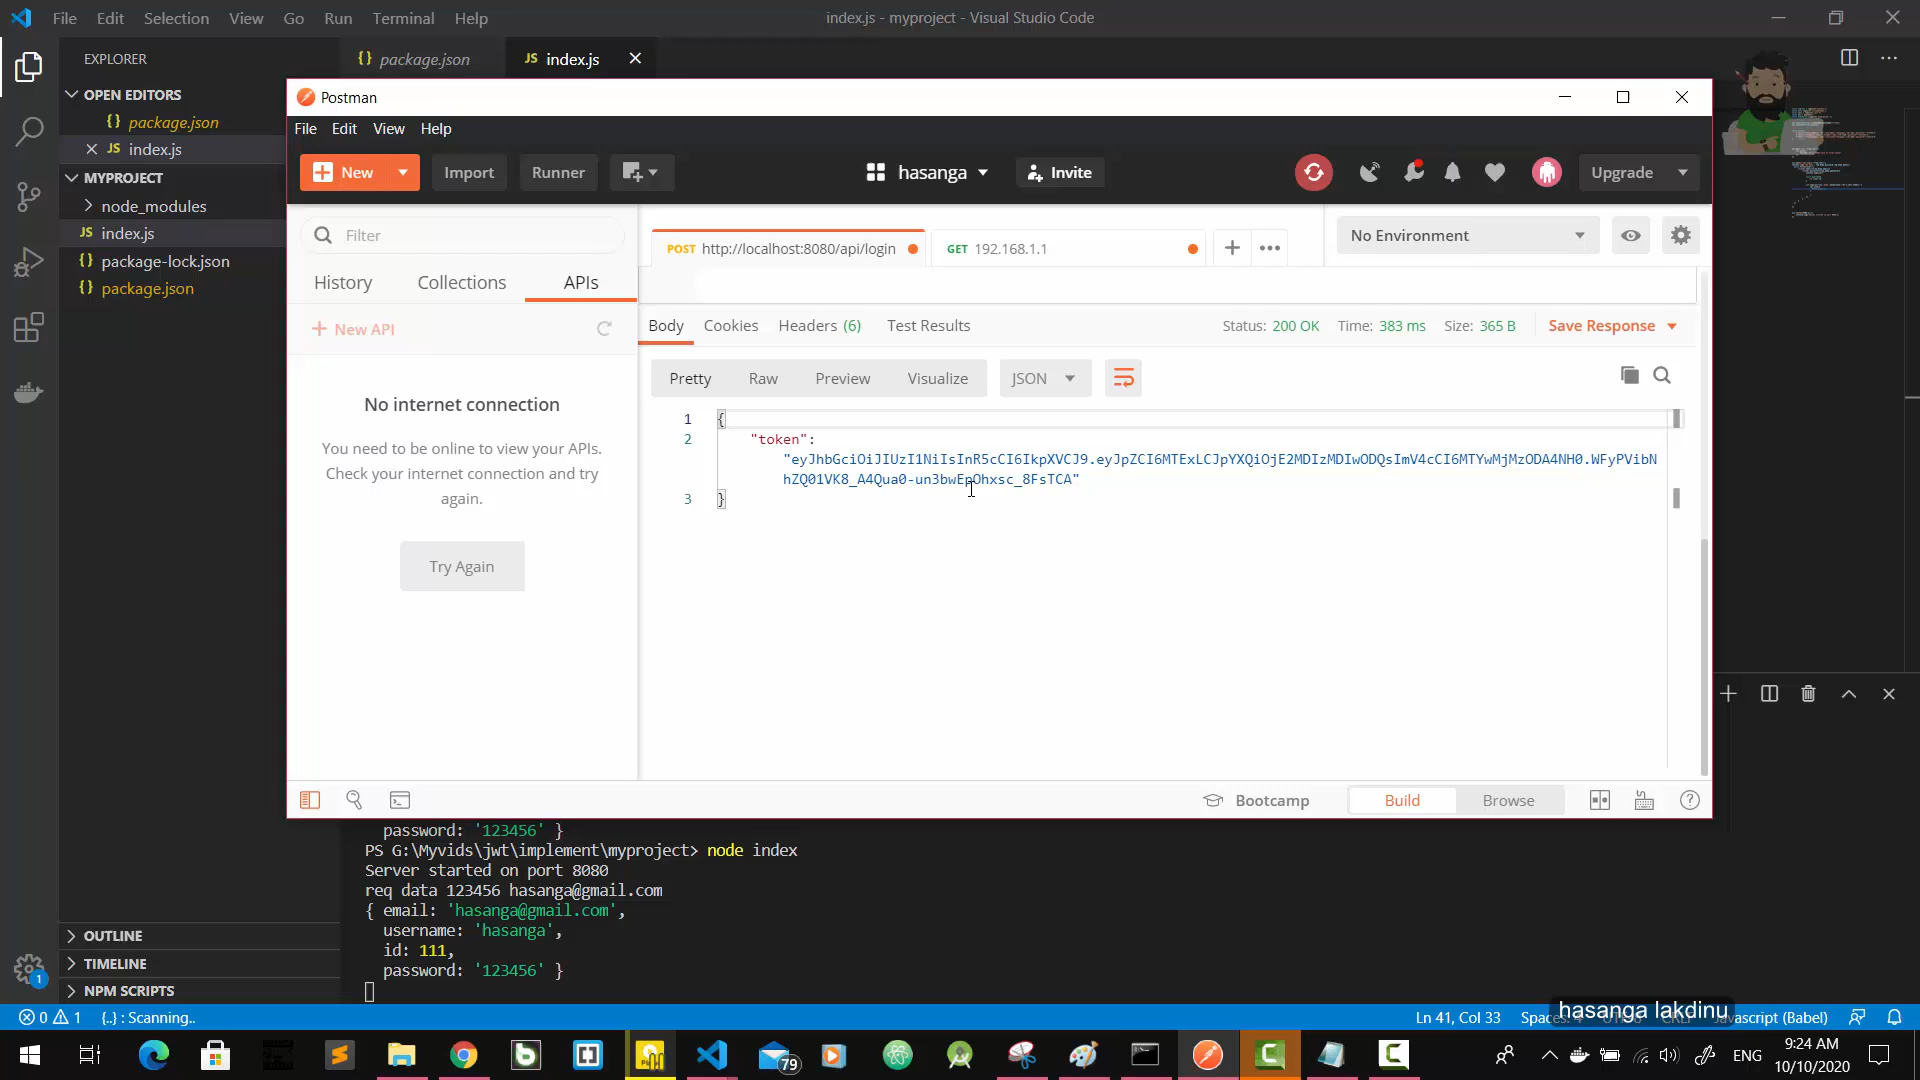 File Edit Selection View Go Run Terminal Help
index.js - myproject - Visual Studio Code
EXPLORER
{} package.json
JS index.js
OPEN EDITORS
{} package.json
JS index.js
MYPROJECT
node_modules
JS index.js
{} package-lock.json
{} package.json
Postman
File Edit View Help
New
Import
Runner
hasanga
Invite
Upgrade
Filter
History Collections APIs
+ New API
No internet connection
You need to be online to view your APIs.
Check your internet connection and try
again.
Try Again
POST http://localhost:8080/api/login
GET 192.168.1.1
No Environment
Body Cookies Headers (6) Test Results
Status: 200 OK Time: 383 ms Size: 365 B Save Response
Pretty Raw Preview Visualize JSON
1 {
2 "token":
"eyJhbGciOiJIUzI1NiIsInR5cCI6IkpXVCJ9.eyJpZCI6MTExLCJpYXQiOjE2MDIzMDIwODQsImV4cCI6MTYwMjMzODA4NH0.WFyPVibN
hZQ01VK8_A4Qua0-un3bwEpOhxsc_8FsTCA"
3 }
Bootcamp
Build Browse
password: '123456' }
PS G:\Myvids\jwt\implement\myproject> node index
Server started on port 8080
req data 123456 hasanga@gmail.com
{ email: 'hasanga@gmail.com',
username: 'hasanga',
id: 111,
password: '123456' }
OUTLINE
TIMELINE
NPM SCRIPTS
1
0 1 {..} : Scanning..
Ln 41, Col 33
hasanga lakdinu
Javascript (Babel)
79
ENG
9:24 AM
10/10/2020